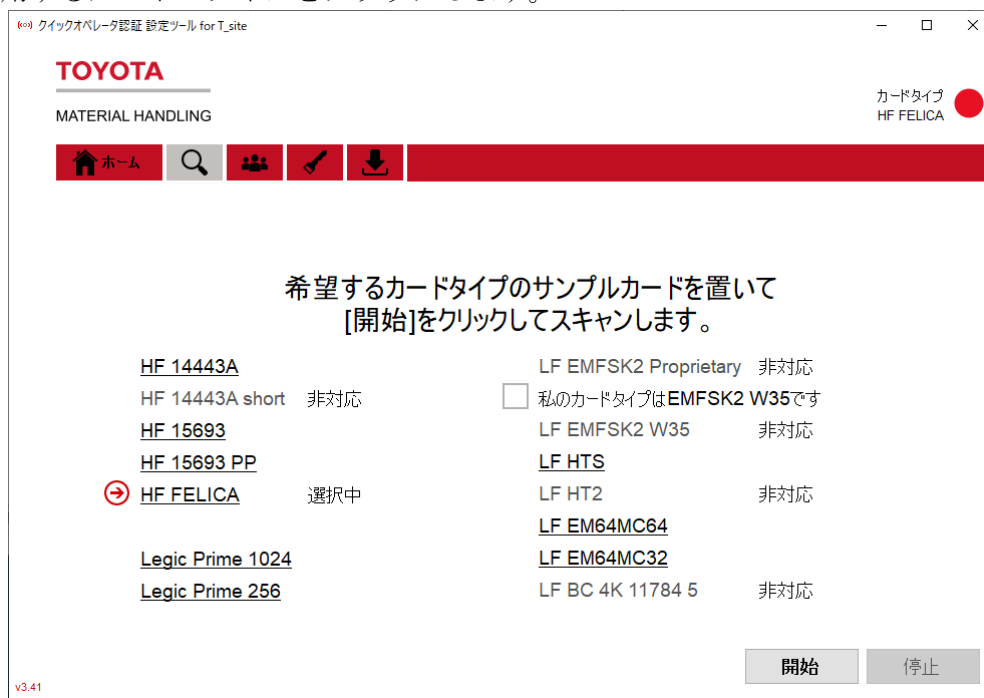 クイックオペレータ認証 設定ツール for T_site
TOYOTA
MATERIAL HANDLING
カードタイプ
HF FELICA
ホーム
希望するカードタイプのサンプルカードを置いて
[開始]をクリックしてスキャンします。
HF 14443A
HF 14443A short 非対応
HF 15693
HF 15693 PP
HF FELICA 選択中
Legic Prime 1024
Legic Prime 256
LF EMFSK2 Proprietary 非対応
私のカードタイプはEMFSK2 W35です
LF EMFSK2 W35 非対応
LF HTS
LF HT2 非対応
LF EM64MC64
LF EM64MC32
LF BC 4K 11784 5 非対応
開始 停止
v3.41